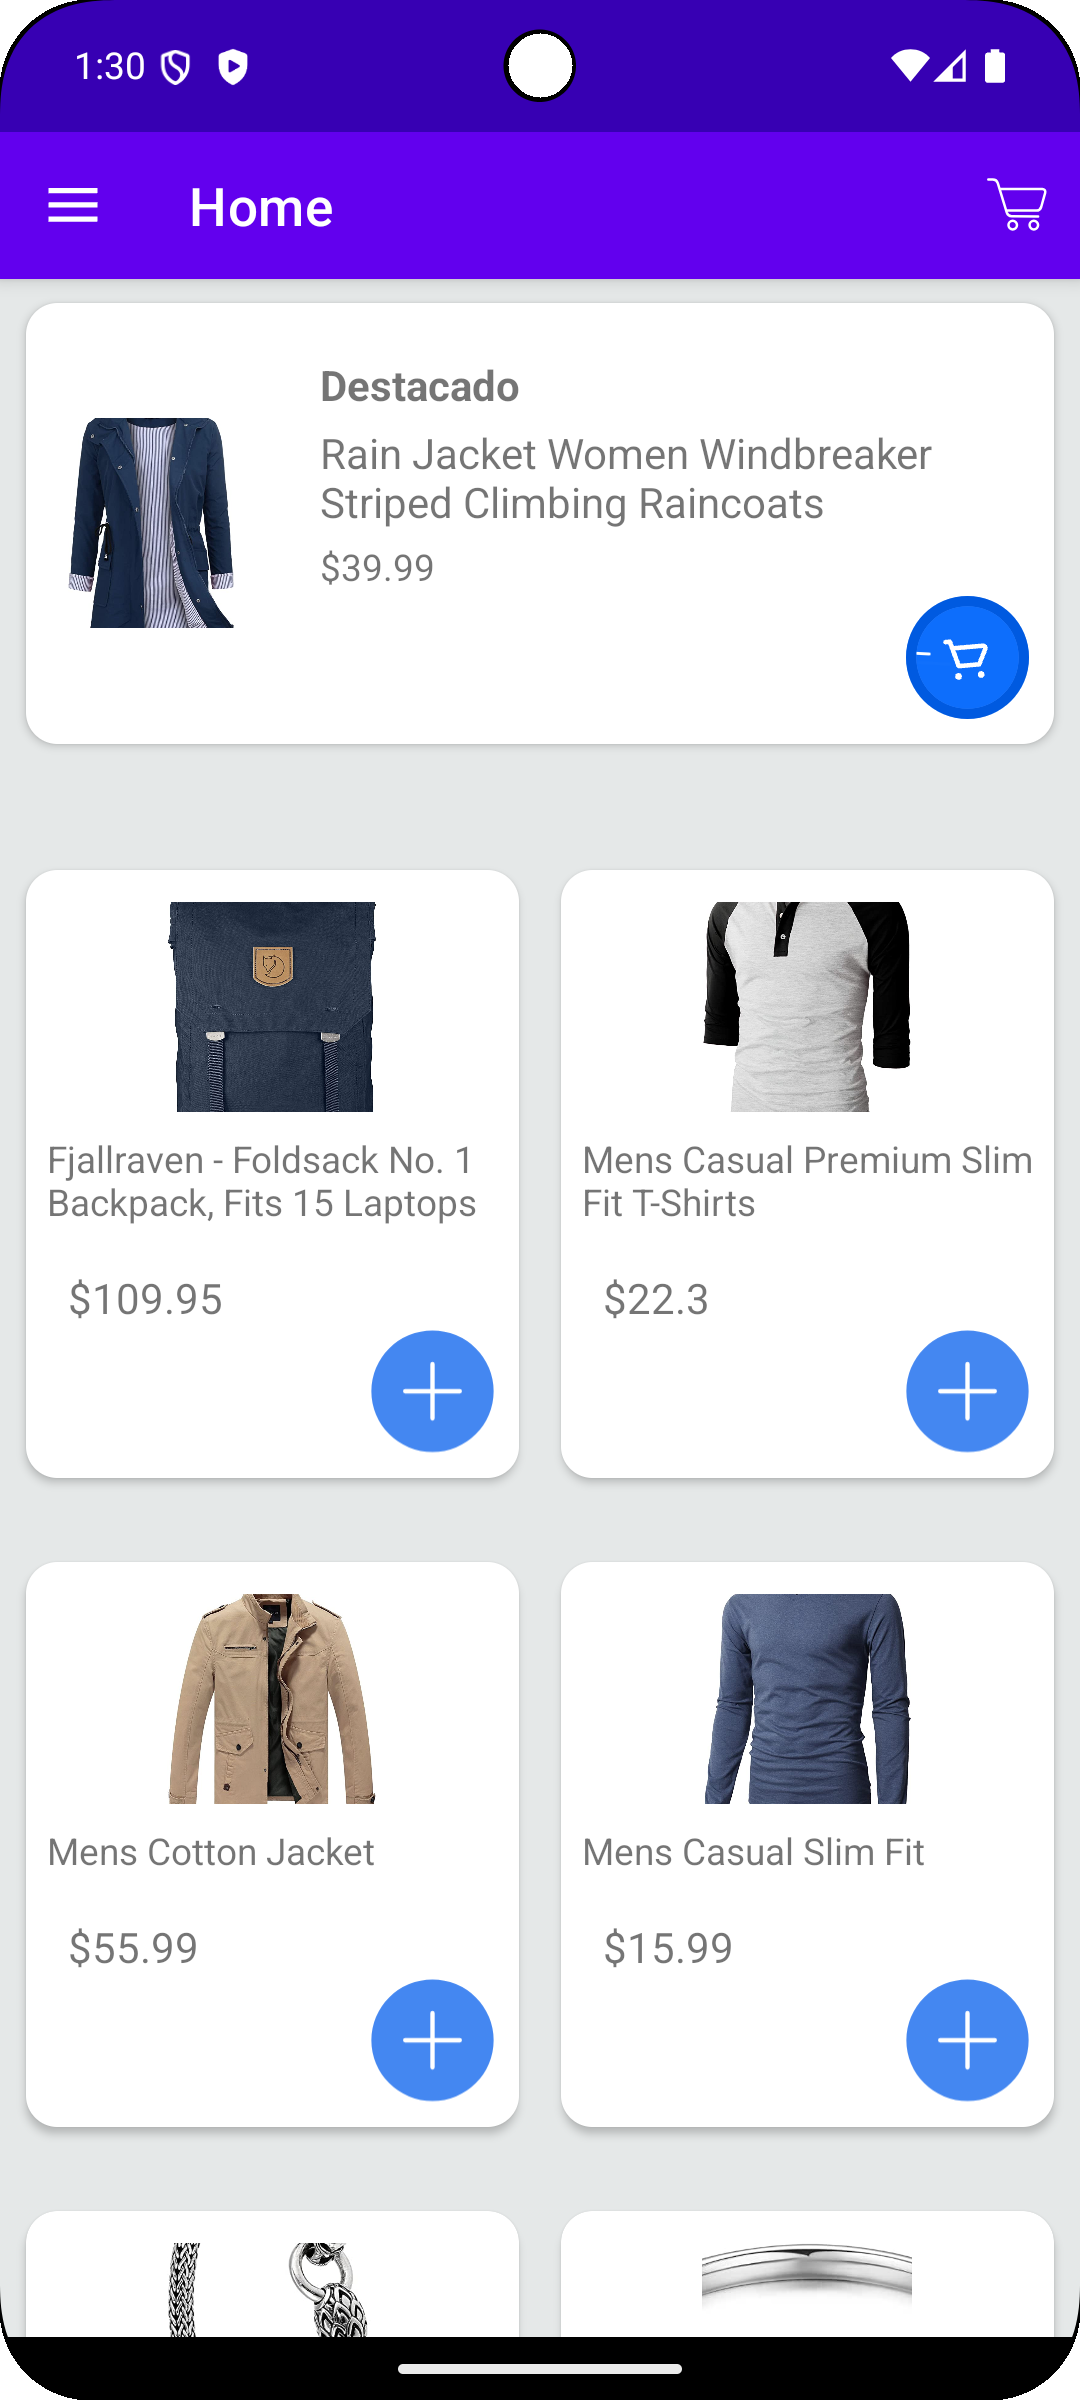 1:30
Home
Destacado
Rain Jacket Women Windbreaker
Striped Climbing Raincoats
$39.99
Fjallraven - Foldsack No. 1
Backpack, Fits 15 Laptops
$109.95
Mens Casual Premium Slim
Fit T-Shirts
$22.3
Mens Cotton Jacket
$55.99
Mens Casual Slim Fit
$15.99